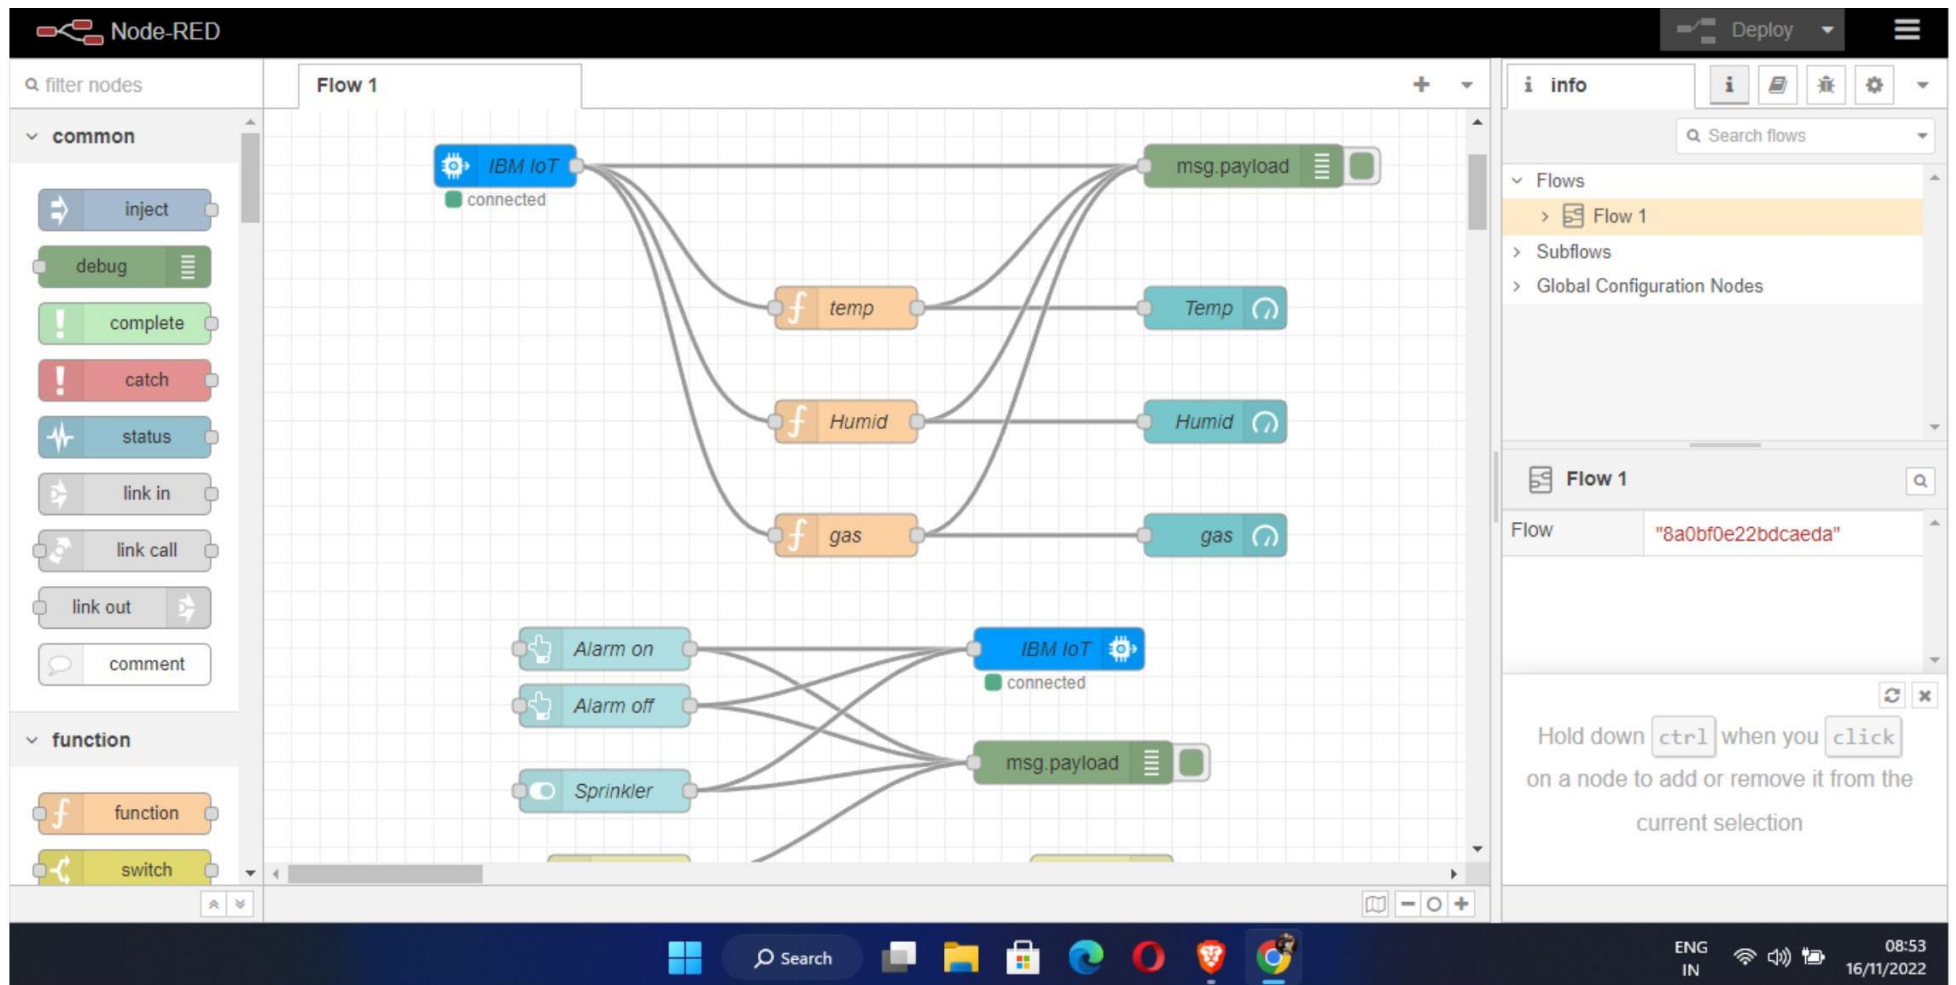 Node-RED
Deploy
filter nodes
Flow 1
info
i
Search flows
common
inject
debug
complete
catch
status
link in
link call
link out
comment
function
function
switch
IBM IoT
connected
msg.payload
temp
Temp
Humid
Humid
gas
gas
Alarm on
IBM IoT
connected
Alarm off
msg.payload
Sprinkler
Flows
Flow 1
Subflows
Global Configuration Nodes
Flow 1
Flow "8a0bf0e22bdcaeda"
Hold down ctrl when you click
on a node to add or remove it from the
current selection
Search
ENG
IN
08:53
16/11/2022